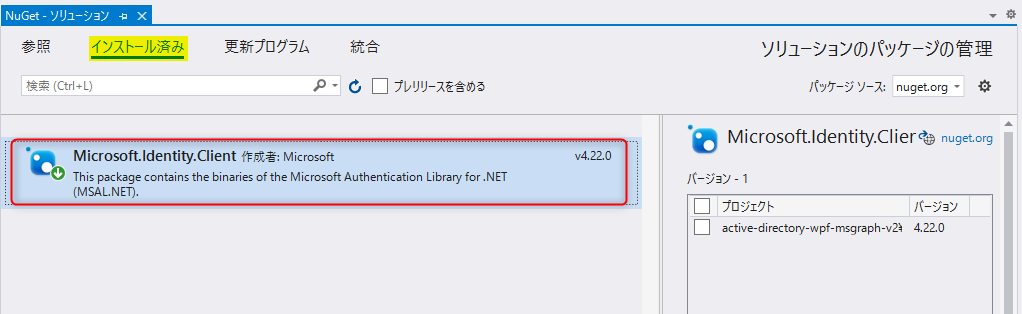 NuGet - ソリューション
参照 インストール済み 更新プログラム 統合 ソリューションのパッケージの管理
検索 (Ctrl+L) プレリリースを含める パッケージ ソース: nuget.org
Microsoft.Identity.Client 作成者: Microsoft v4.22.0
This package contains the binaries of the Microsoft Authentication Library for .NET
(MSAL.NET).
Microsoft.Identity.Clier nuget.org
バージョン - 1
プロジェクト バージョン
active-directory-wpf-msgraph-v2 4.22.0